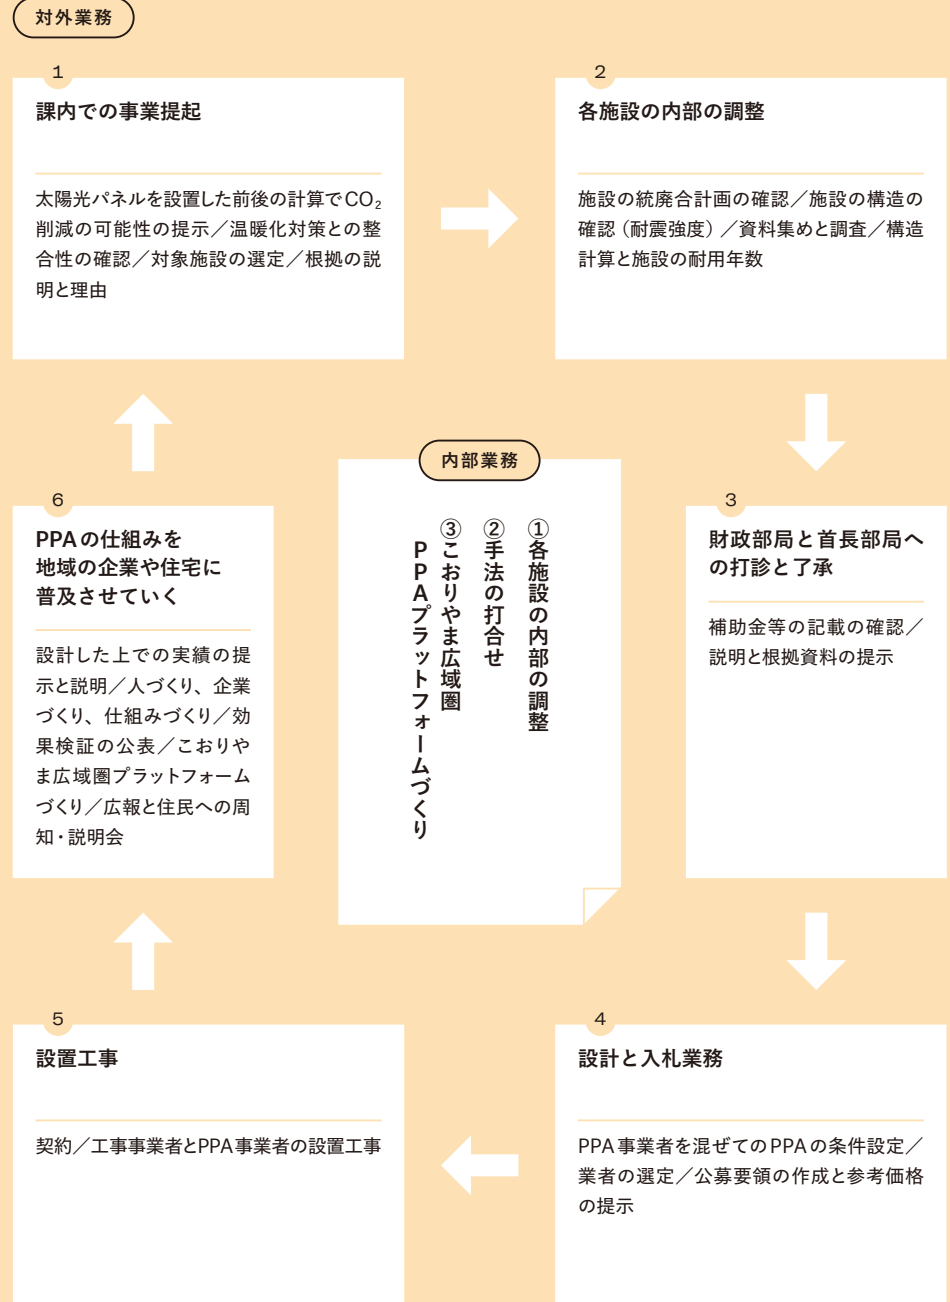 対外業務
1
課内での事業提起
太陽光パネルを設置した前後の計算でCO₂
削減の可能性の提示／温暖化対策との整
合性の確認／対象施設の選定／根拠の説
明と理由
2
各施設の内部の調整
施設の統廃合計画の確認／施設の構造の
確認（耐震強度）／資料集めと調査／構造
計算と施設の耐用年数
3
財政部局と首長部局へ
の打診と了承
補助金等の記載の確認／
説明と根拠資料の提示
4
設計と入札業務
PPA事業者を混ぜてのPPAの条件設定／
業者の選定／公募要領の作成と参考価格
の提示
5
設置工事
契約／工事事業者とPPA事業者の設置工事
6
PPAの仕組みを
地域の企業や住宅に
普及させていく
設計した上での実績の提
示と説明／人づくり、企業
づくり、仕組みづくり／効
果検証の公表／こおりや
ま広域圏プラットフォーム
づくり／広報と住民への周
知・説明会
内部業務
①各施設の内部の調整
②手法の打合せ
③こおりやま広域圏
PPAプラットフォームづくり